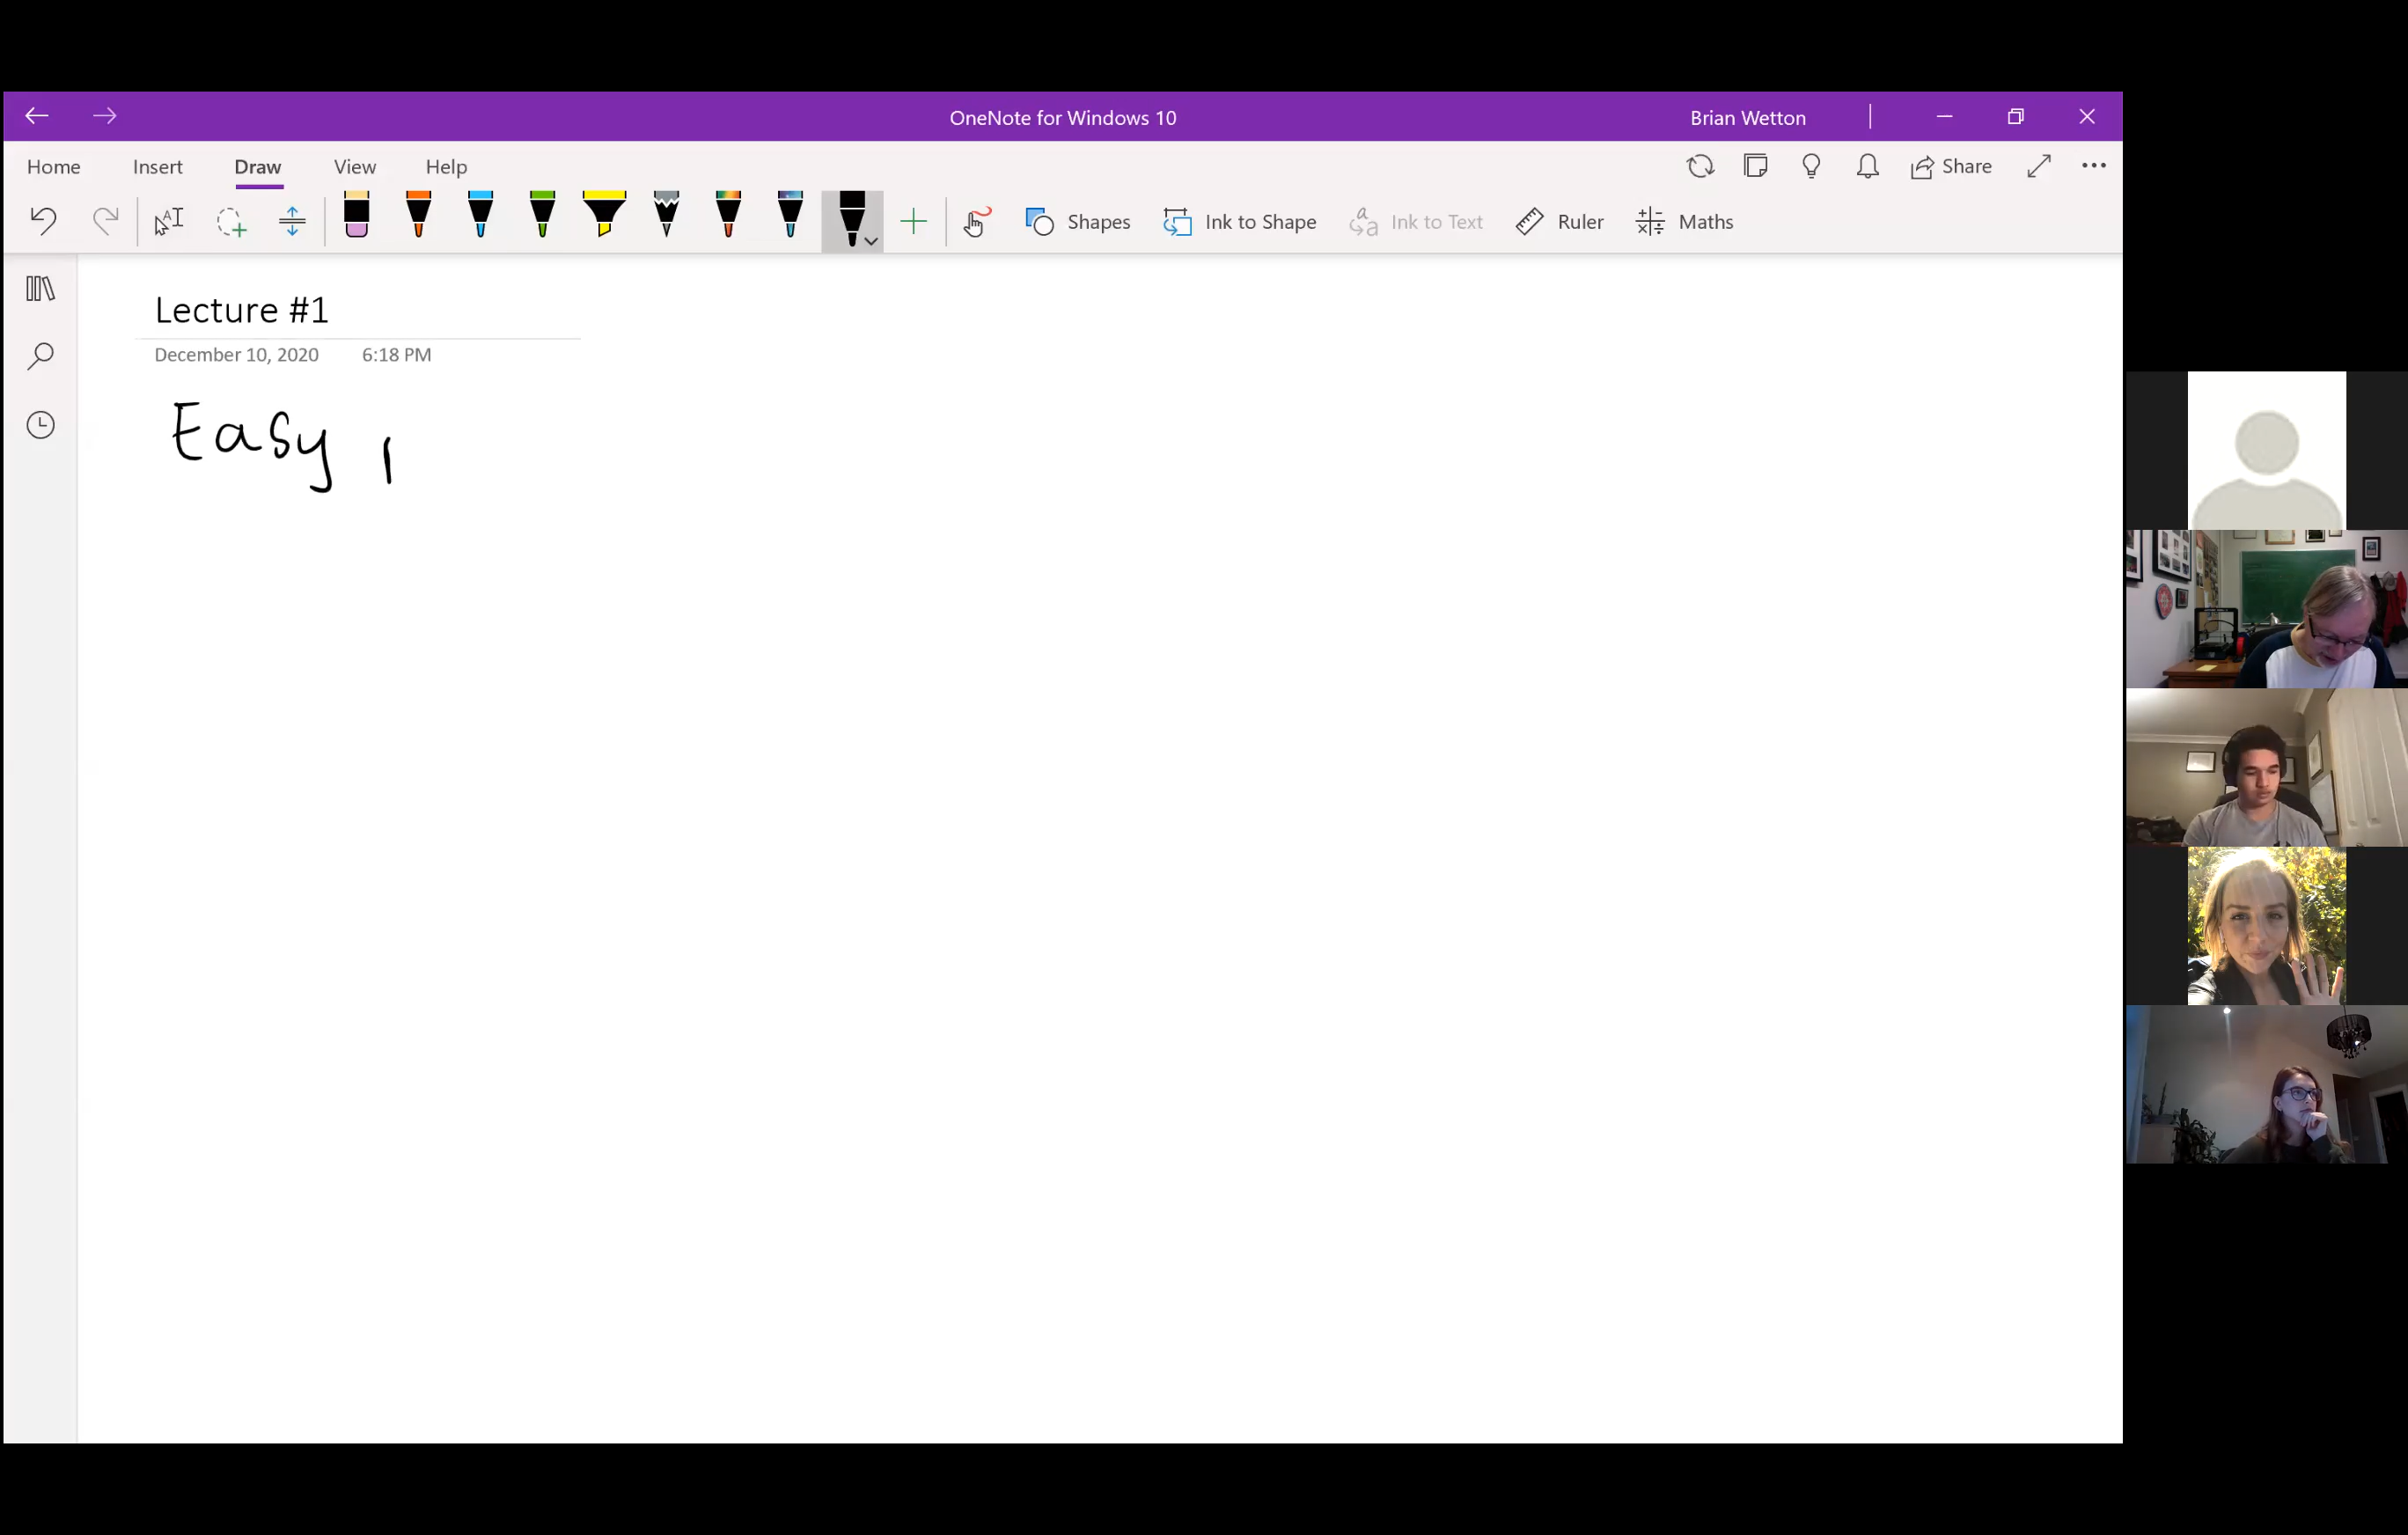 OneNote for Windows 10
Brian Wetton
Home Insert Draw View Help
Share
Shapes Ink to Shape Ink to Text Ruler Maths
Lecture #1
December 10, 2020 6:18 PM
Easy